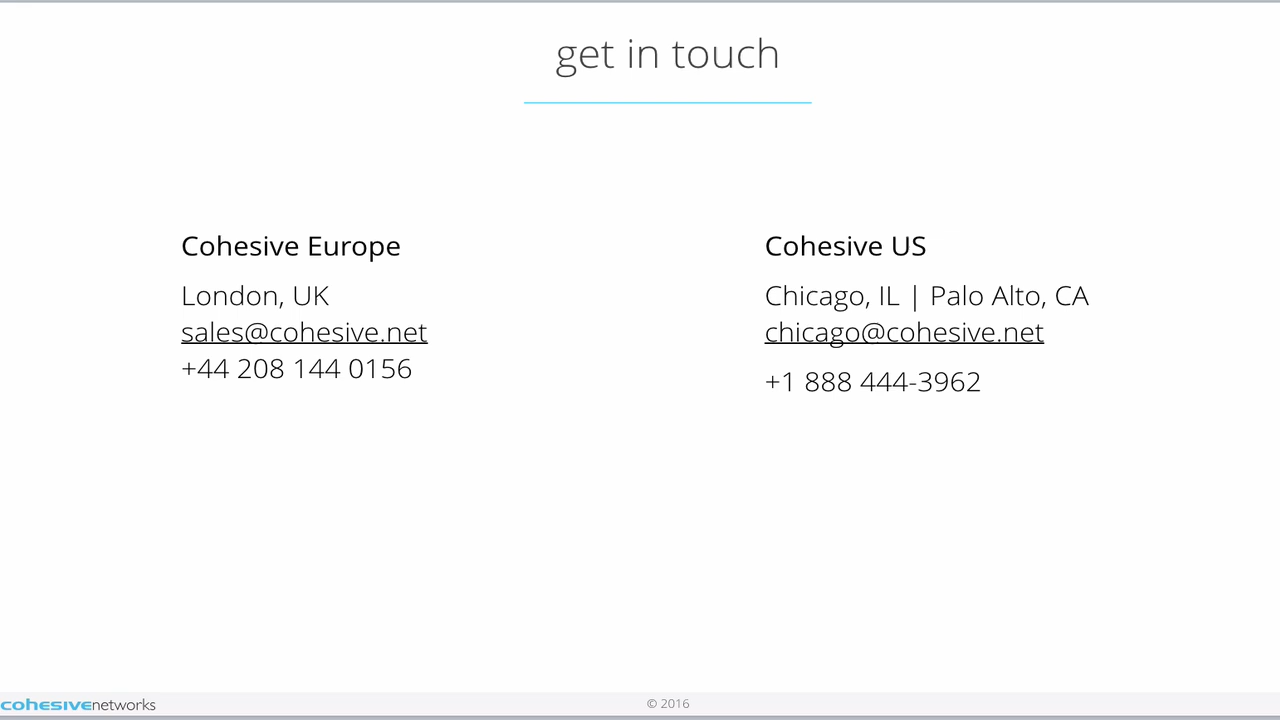 get in touch
Cohesive Europe
London, UK
sales@cohesive.net
+44 208 144 0156
Cohesive US
Chicago, IL | Palo Alto, CA
chicago@cohesive.net
+1 888 444-3962
cohesivenetworks
© 2016